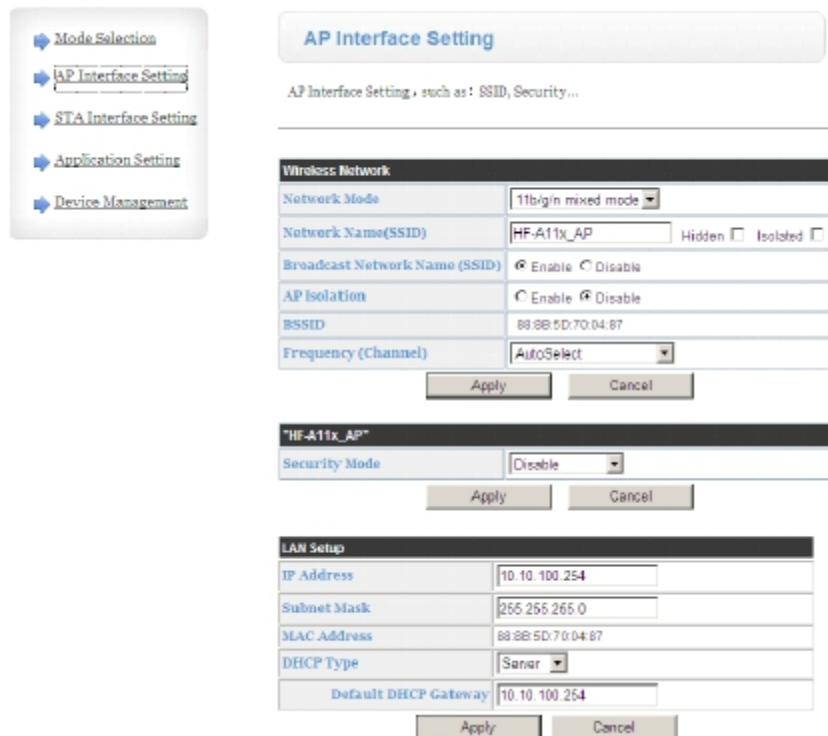 Mode Selection
AP Interface Setting
STA Interface Setting
Application Setting
Device Management
AP Interface Setting
AP Interface Setting, such as: SSID, Security...
Wireless Network
Network Mode 11b/g/n mixed mode
Network Name(SSID) HF-A11x_AP Hidden Isolated
Broadcast Network Name (SSID) Enable Disable
AP Isolation Enable Disable
BSSID 88:8B:5D:70:04:87
Frequency (Channel) AutoSelect
Apply Cancel
"HF-A11x_AP"
Security Mode Disable
Apply Cancel
LAN Setup
IP Address 10.10.100.254
Subnet Mask 255.255.255.0
MAC Address 88:8B:5D:70:04:87
DHCP Type Server
Default DHCP Gateway 10.10.100.254
Apply Cancel